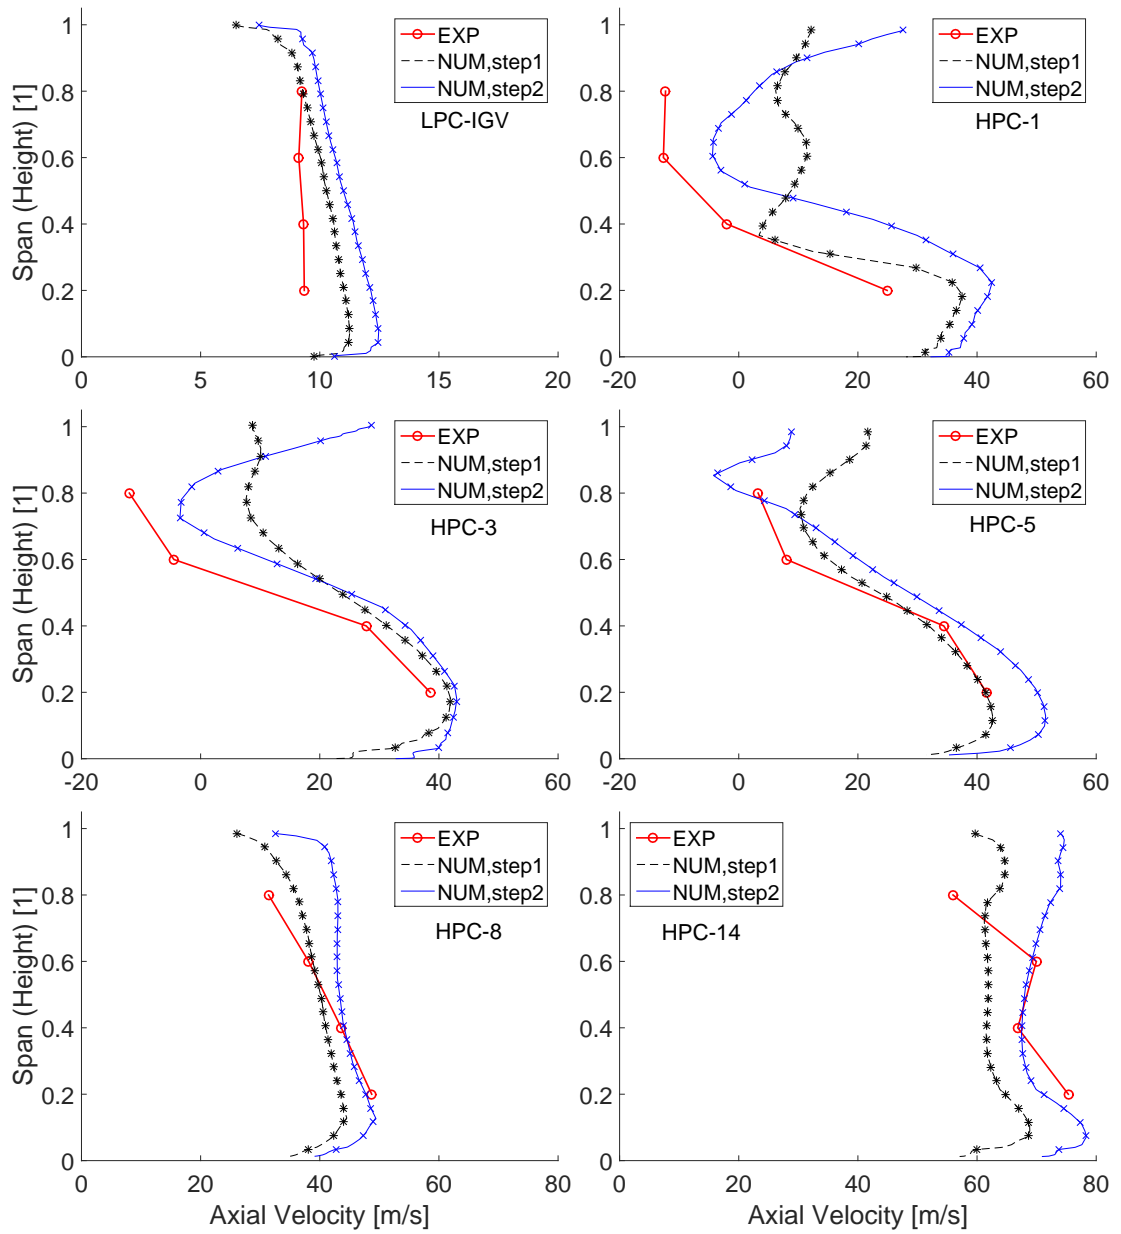 EXP
NUM,step1
NUM,step2
LPC-IGV
Span (Height) [1]
1
0.8
0.6
0.4
0.2
0
0 5 10 15 20
EXP
NUM,step1
NUM,step2
HPC-1
1
0.8
0.6
0.4
0.2
0
-20 0 20 40 60
EXP
NUM,step1
NUM,step2
HPC-3
Span (Height) [1]
1
0.8
0.6
0.4
0.2
0
-20 0 20 40 60
EXP
NUM,step1
NUM,step2
HPC-5
1
0.8
0.6
0.4
0.2
0
-20 0 20 40 60
EXP
NUM,step1
NUM,step2
HPC-8
Span (Height) [1]
1
0.8
0.6
0.4
0.2
0
0 20 40 60 80
Axial Velocity [m/s]
EXP
NUM,step1
NUM,step2
HPC-14
1
0.8
0.6
0.4
0.2
0
0 20 40 60 80
Axial Velocity [m/s]